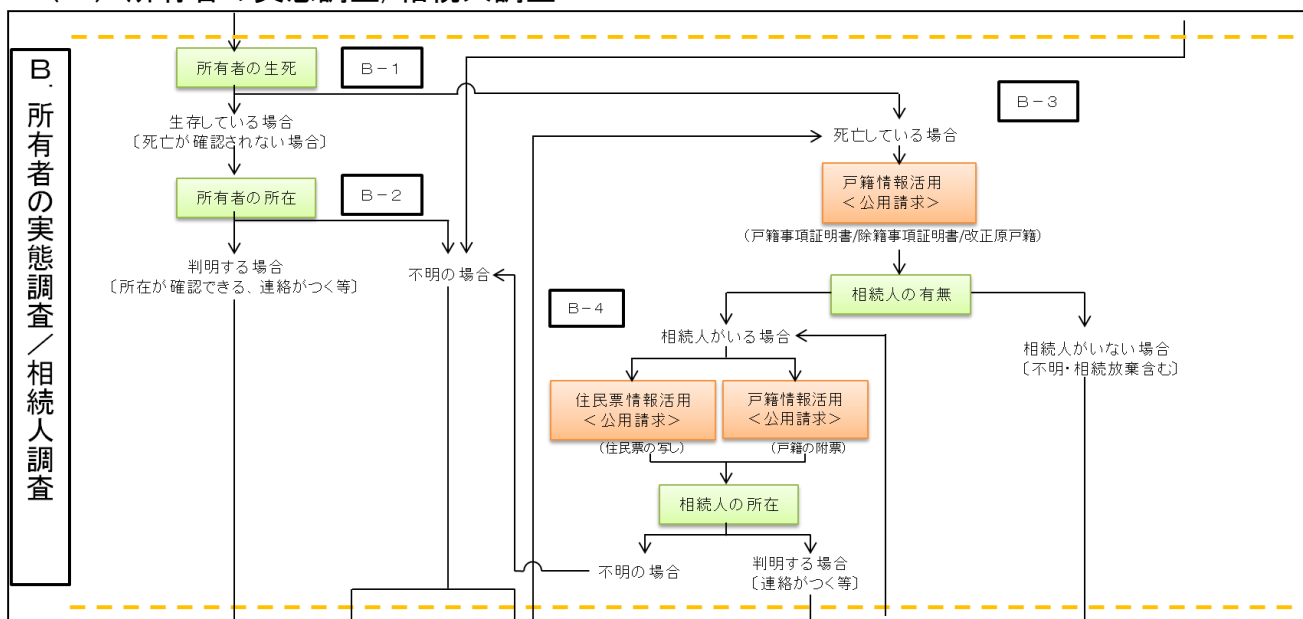 B.所有者の実態調査/相続人調査
所有者の生死
B-1
生存している場合
〔死亡が確認されない場合〕
所有者の所在
B-2
判明する場合
〔所在が確認できる、連絡がつく等〕
不明の場合
B-3
死亡している場合
戸籍情報活用
<公用請求>
(戸籍事項証明書/除籍事項証明書/改正原戸籍)
相続人の有無
B-4
相続人がいる場合
相続人がいない場合
〔不明・相続放棄含む〕
住民票情報活用
<公用請求>
(住民票の写し)
戸籍情報活用
<公用請求>
(戸籍の附票)
相続人の所在
不明の場合
判明する場合
〔連絡がつく等〕